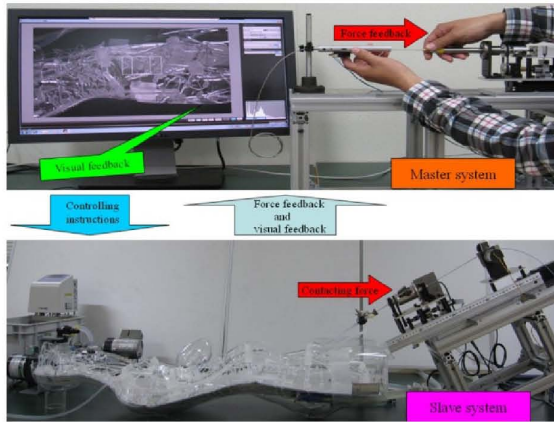 Force feedback
Visual feedback
Master system
Controlling
instructions
Force feedback
and
visual feedback
Contacting force
Slave system